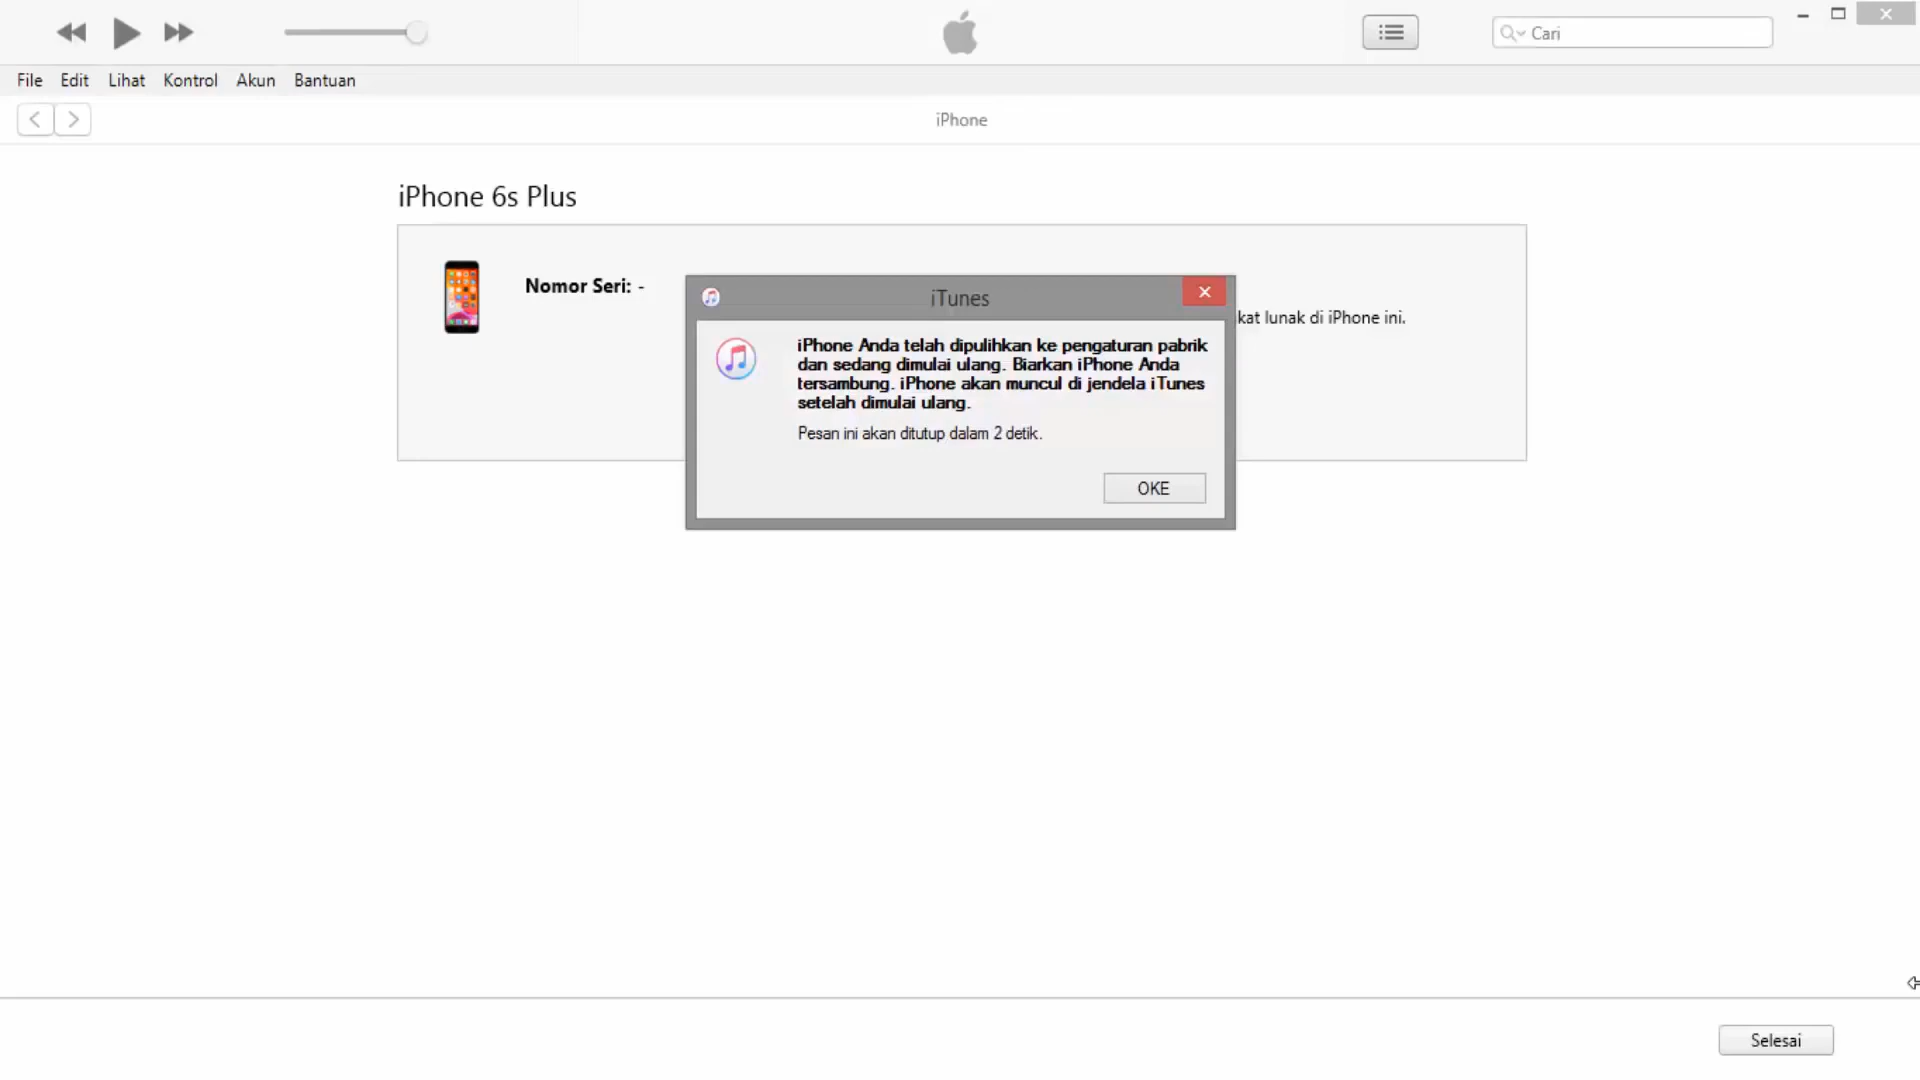 Cari
File Edit Lihat Kontrol Akun Bantuan
iPhone
iPhone 6s Plus
Nomor Seri: -
kat lunak di iPhone ini.
iTunes
iPhone Anda telah dipulihkan ke pengaturan pabrik
dan sedang dimulai ulang. Biarkan iPhone Anda
tersambung. iPhone akan muncul di jendela iTunes
setelah dimulai ulang.
Pesan ini akan ditutup dalam 2 detik.
OKE
Selesai